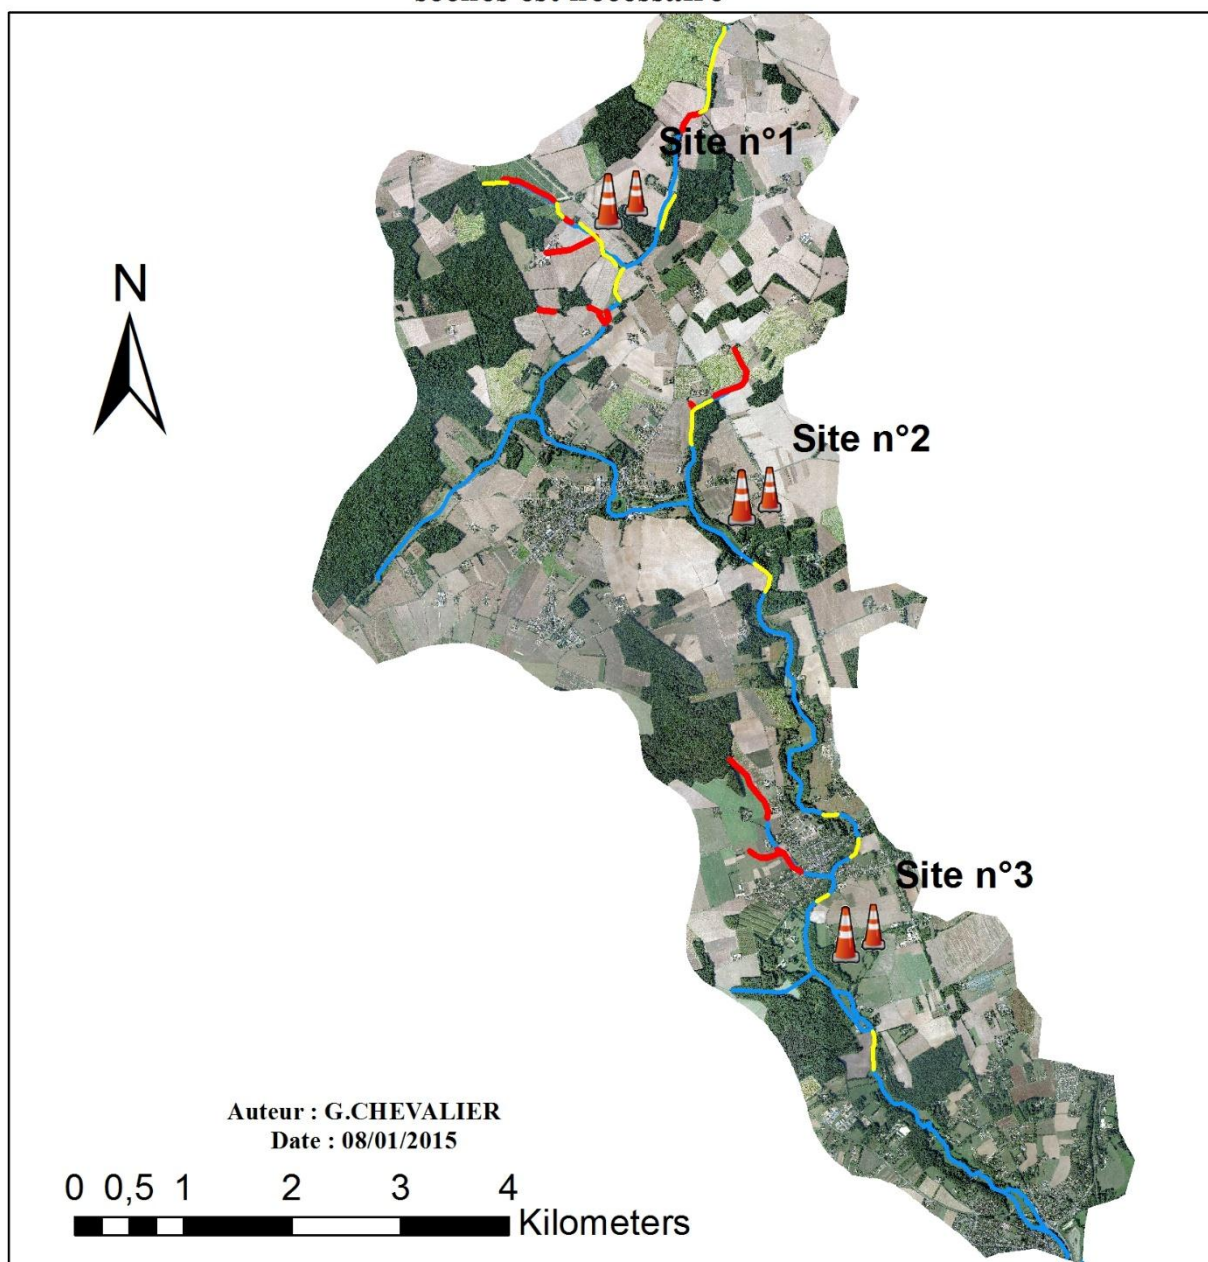 Site n°1
N
Site n°2
Site n°3
Auteur : G.CHEVALIER
Date : 08/01/2015
0 0,5 1 2 3 4
Kilometers